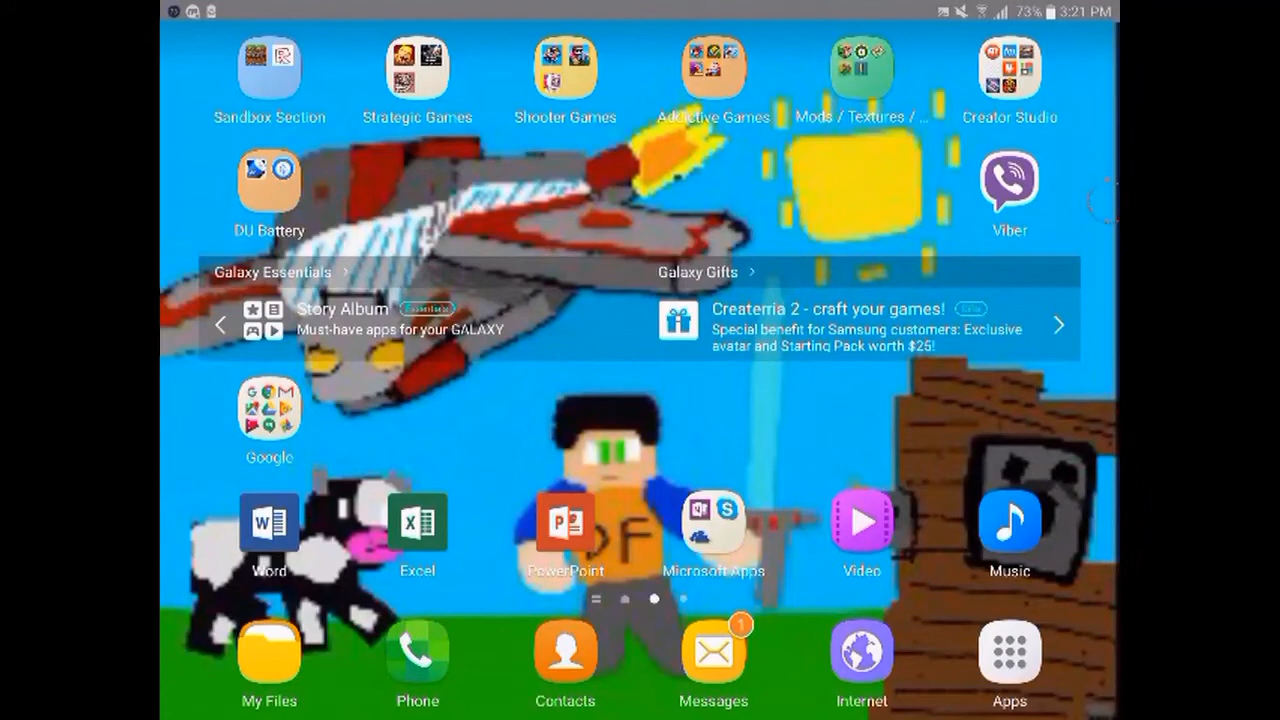 73% 3:21 PM
Sandbox Section Strategic Games Shooter Games Addictive Games Mods / Textures / ... Creator Studio
DU Battery Viber
Galaxy Essentials Galaxy Gifts
Story Album Essentials
Must-have apps for your GALAXY
Createrria 2 - craft your games!
Special benefit for Samsung customers: Exclusive
avatar and Starting Pack worth $25!
Google
Word Excel PowerPoint Microsoft Apps Video Music
DF
1
My Files Phone Contacts Messages Internet Apps